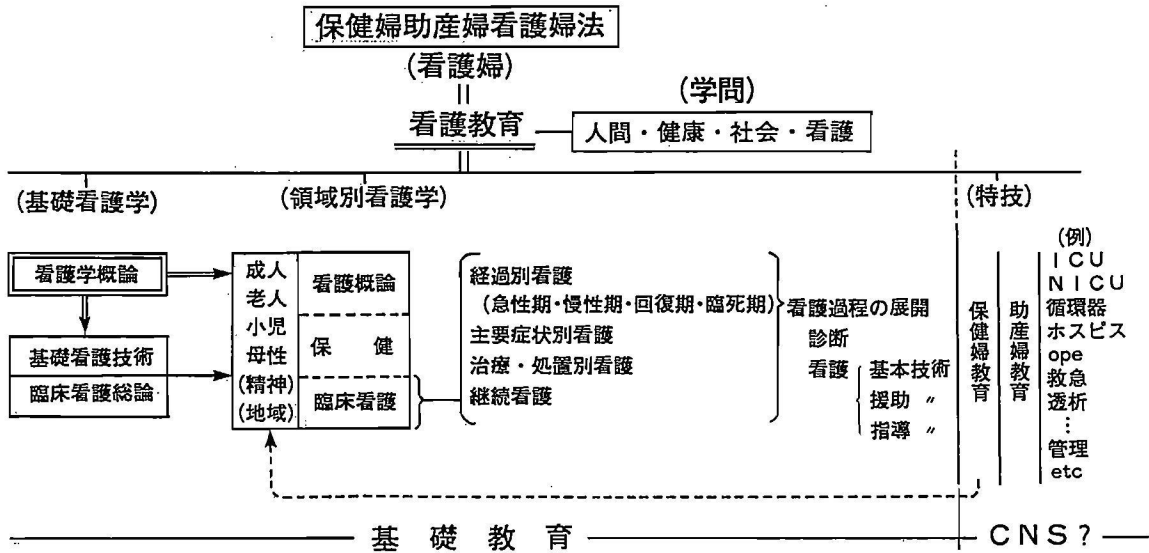 保健婦助産婦看護婦法
(看護婦)
看護教育
(学問)
人間・健康・社会・看護
(基礎看護学)
(領域別看護学)
(特技)
看護学概論
基礎看護技術
臨床看護総論
成人
老人
小児
母性
(精神)
(地域)
看護概論
保 健
臨床看護
経過別看護
(急性期・慢性期・回復期・臨死期)
主要症状別看護
治療・処置別看護
継続看護
看護過程の展開
診断
看護
基本技術
援助 〃
指導 〃
保健婦教育
助産婦教育
(例)
ICU
NICU
循環器
ホスピス
ope
救急
透析
⋮
管理
etc
基 礎 教 育
CNS?